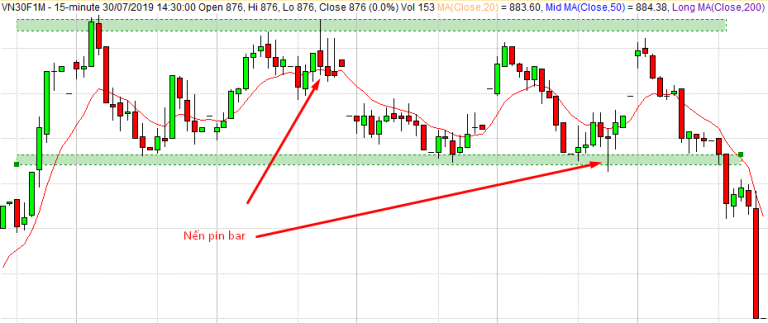 VN30F1M - 15-minute 30/07/2019 14:30:00 Open 876, Hi 876, Lo 876, Close 876 (0.0%) Vol 153 MA(Close,20) = 883.60, Mid MA(Close,50) = 884.38, Long MA(Close,200)
Nến pin bar